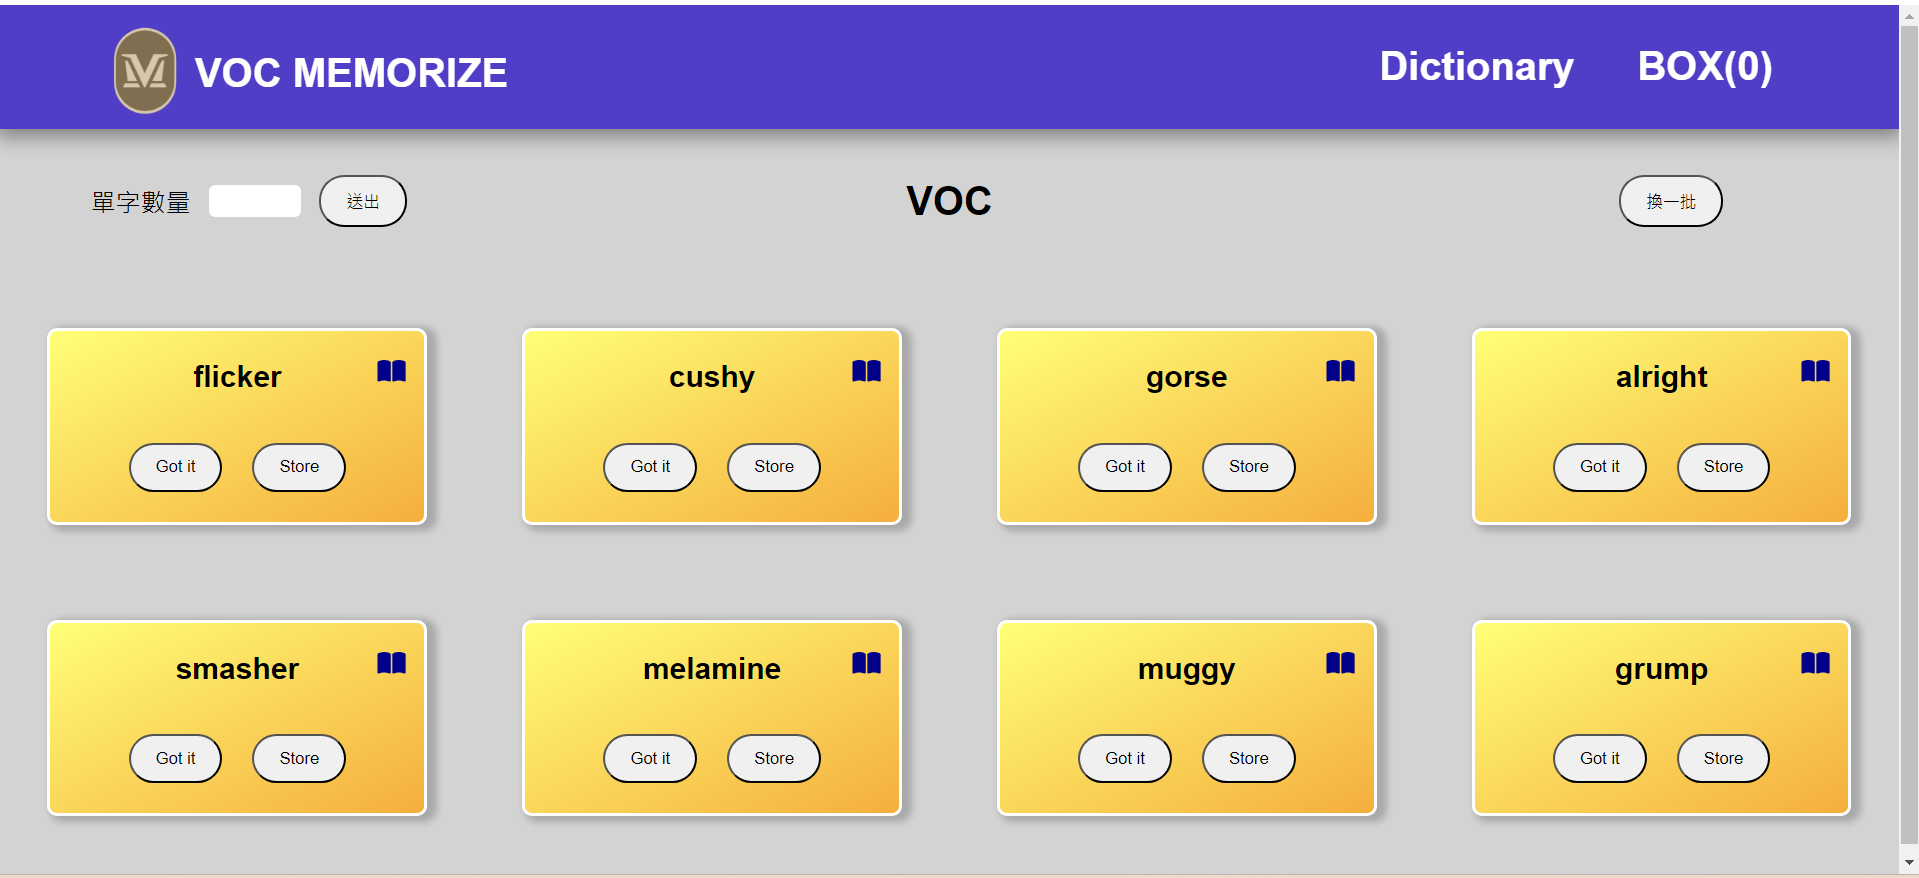 VOC MEMORIZE
Dictionary BOX(0)
單字數量 送出
VOC
換一批
flicker
Got it Store
cushy
Got it Store
gorse
Got it Store
alright
Got it Store
smasher
Got it Store
melamine
Got it Store
muggy
Got it Store
grump
Got it Store